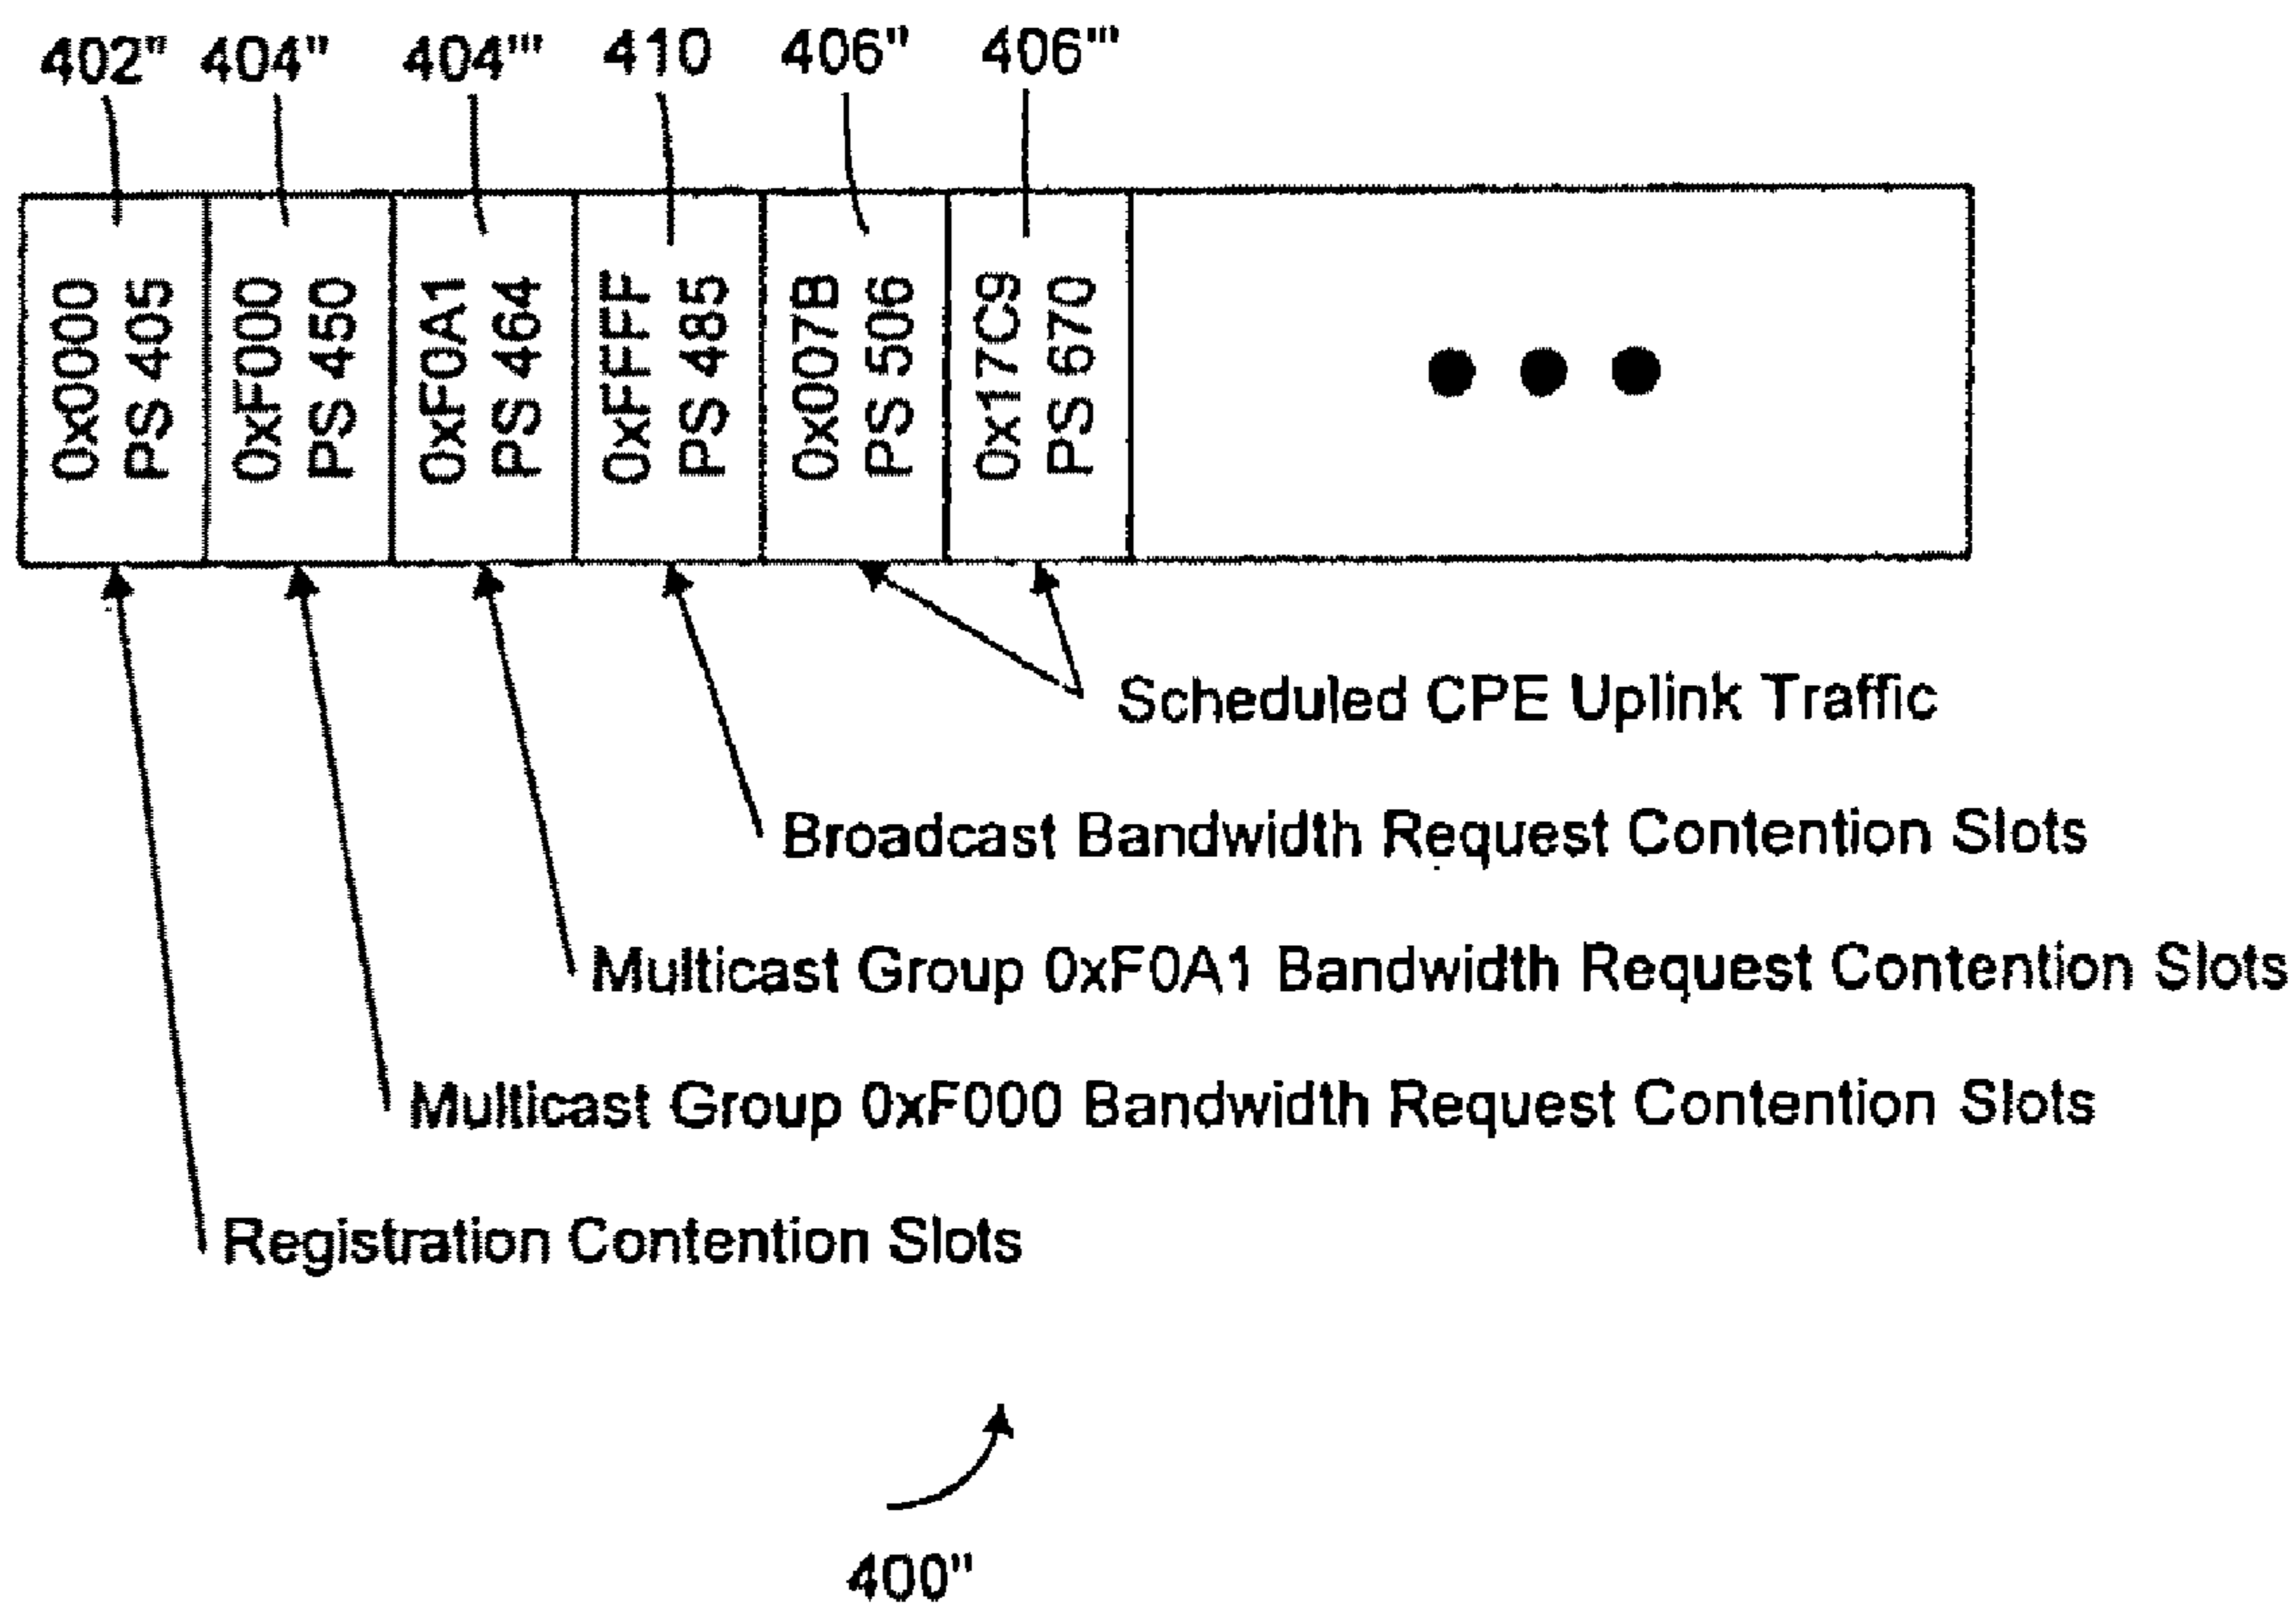 402" 404" 404''' 410 406" 406'''
0x0000
PS 405
0xF000
PS 450
0xF0A1
PS 464
0xFFFF
PS 485
0x007B
PS 506
0x17C9
PS 670
Scheduled CPE Uplink Traffic
Broadcast Bandwidth Request Contention Slots
Multicast Group 0xF0A1 Bandwidth Request Contention Slots
Multicast Group 0xF000 Bandwidth Request Contention Slots
Registration Contention Slots
400"